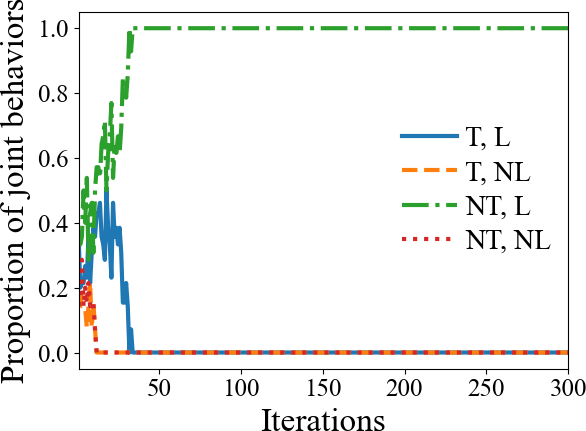 Proportion of joint behaviors
1.0
0.8
0.6
0.4
0.2
0.0
T, L
T, NL
NT, L
NT, NL
50 100 150 200 250 300
Iterations